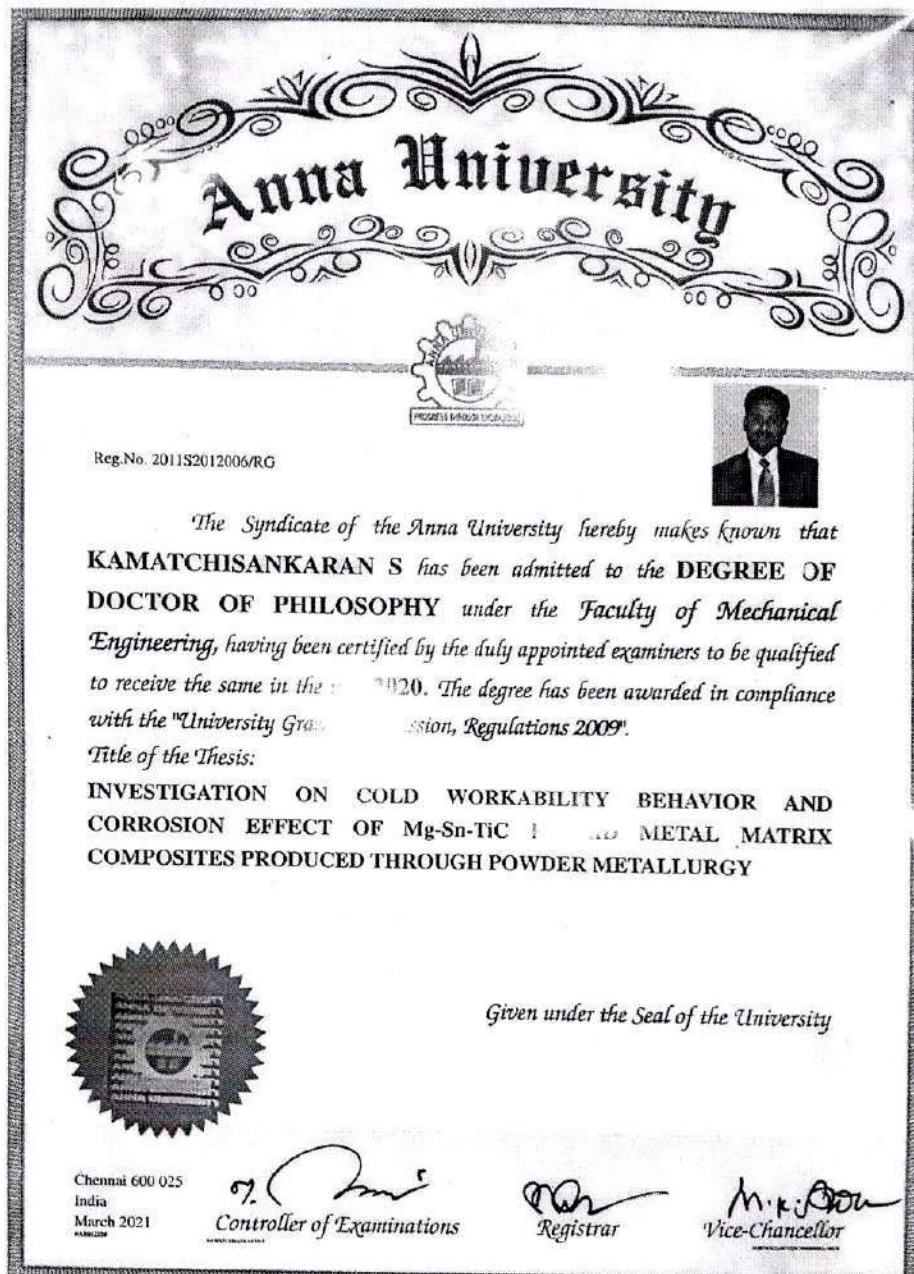 Anna University
PROGRESS THROUGH
Reg.No. 2011S2012006/RG
The Syndicate of the Anna University hereby makes known that
KAMATCHISANKARAN S has been admitted to the DEGREE OF
DOCTOR OF PHILOSOPHY under the Faculty of Mechanical
Engineering, having been certified by the duly appointed examiners to be qualified
to receive the same in the 2020. The degree has been awarded in compliance
with the "University Regulations 2009".
Title of the Thesis:
INVESTIGATION ON COLD WORKABILITY BEHAVIOR AND
CORROSION EFFECT OF Mg-Sn-TiC METAL MATRIX
COMPOSITES PRODUCED THROUGH POWDER METALLURGY
Given under the Seal of the University
Chennai 600 025
India
March 2021
Controller of Examinations
Registrar
Vice-Chancellor